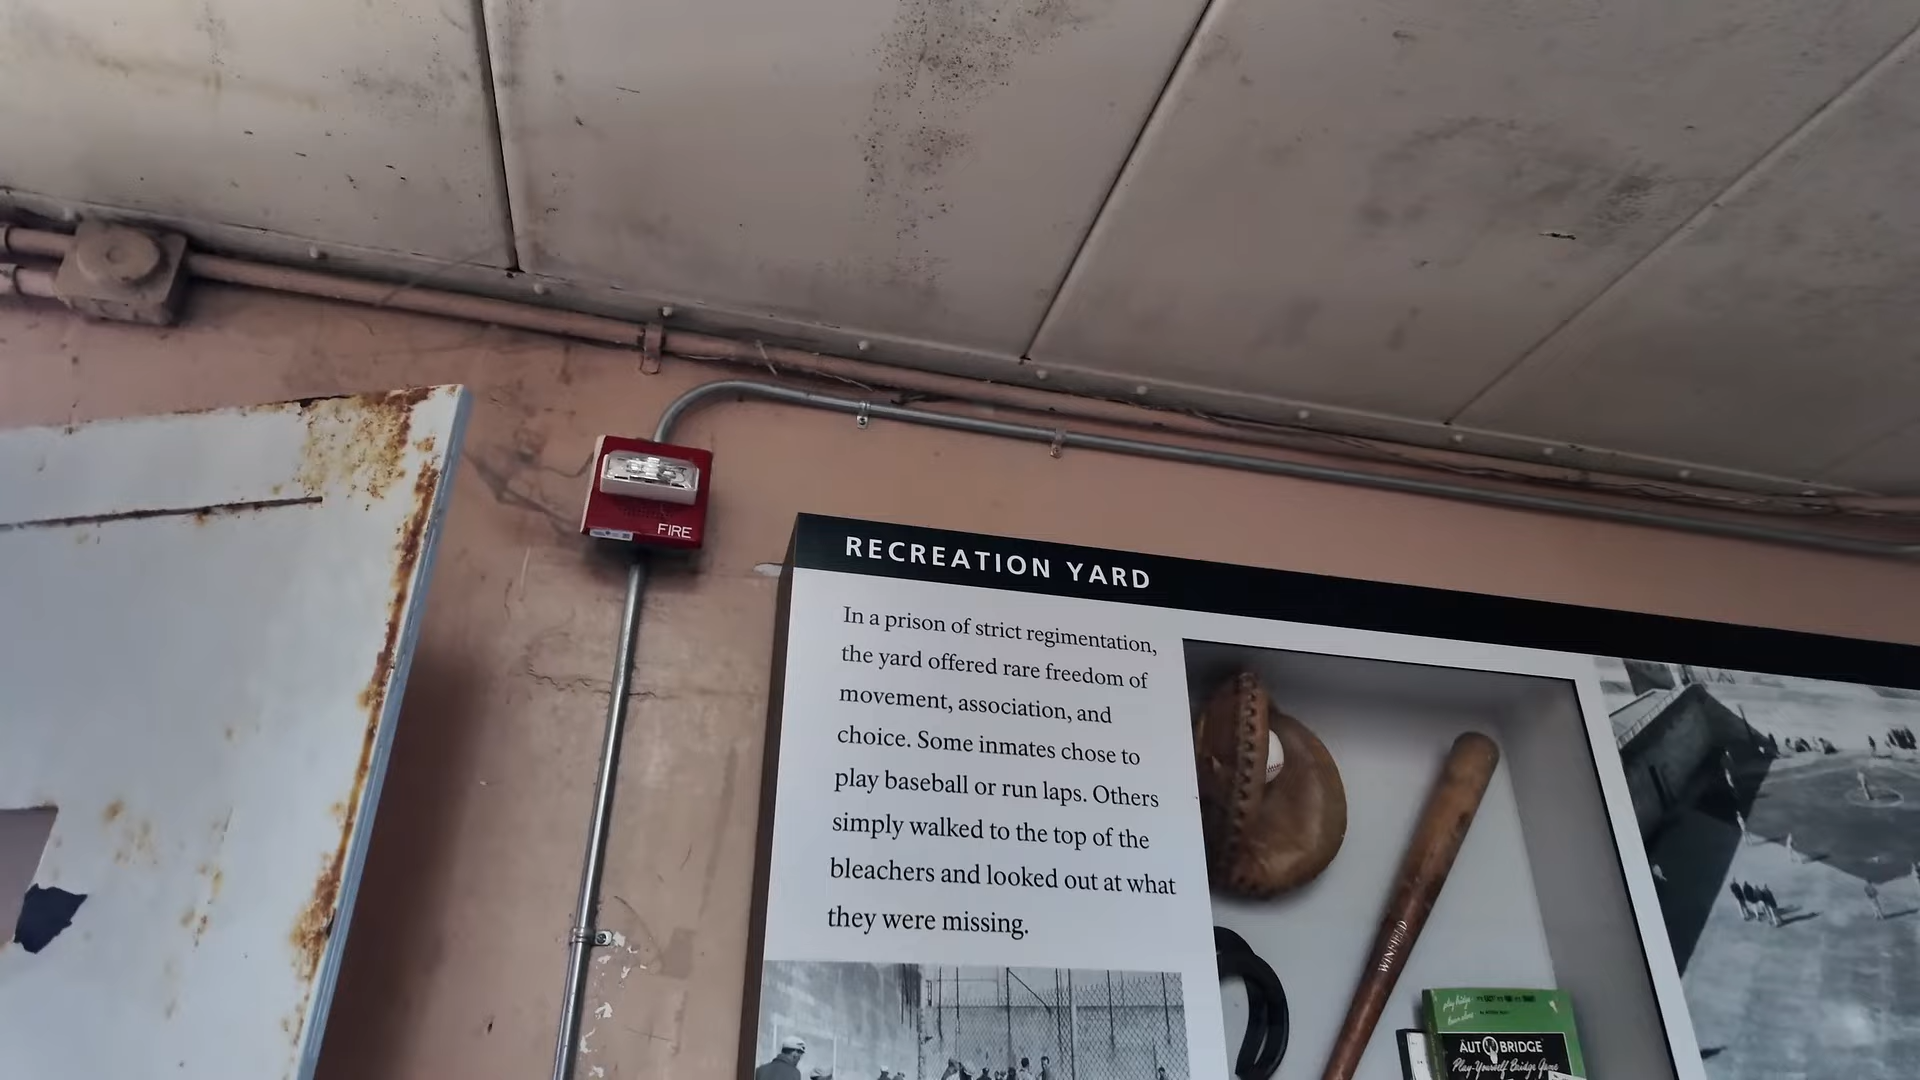 FIRE
RECREATION YARD
In a prison of strict regimentation,
the yard offered rare freedom of
movement, association, and
choice. Some inmates chose to
play baseball or run laps. Others
simply walked to the top of the
bleachers and looked out at what
they were missing.
WINFIELD
AUTOBRIDGE
Play-Yourself Bridge Game